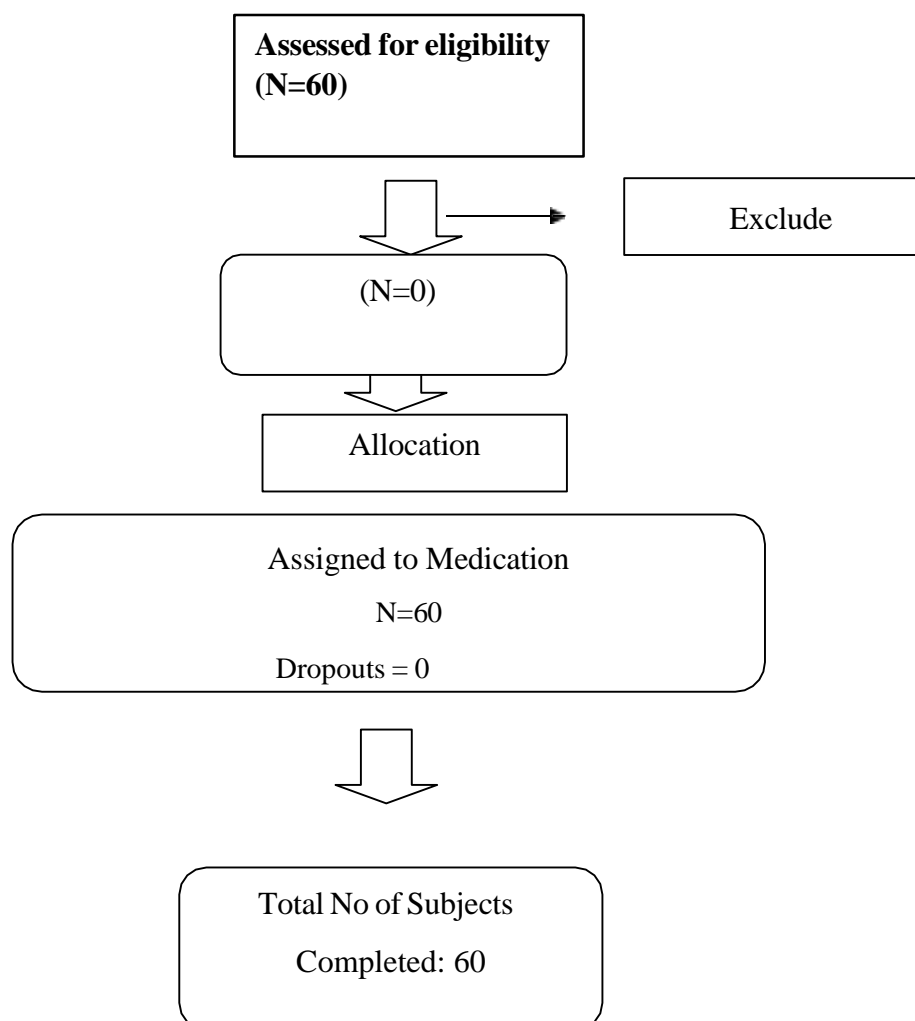 Assessed for eligibility
(N=60)
Exclude
(N=0)
Allocation
Assigned to Medication
N=60
Dropouts = 0
Total No of Subjects
Completed: 60